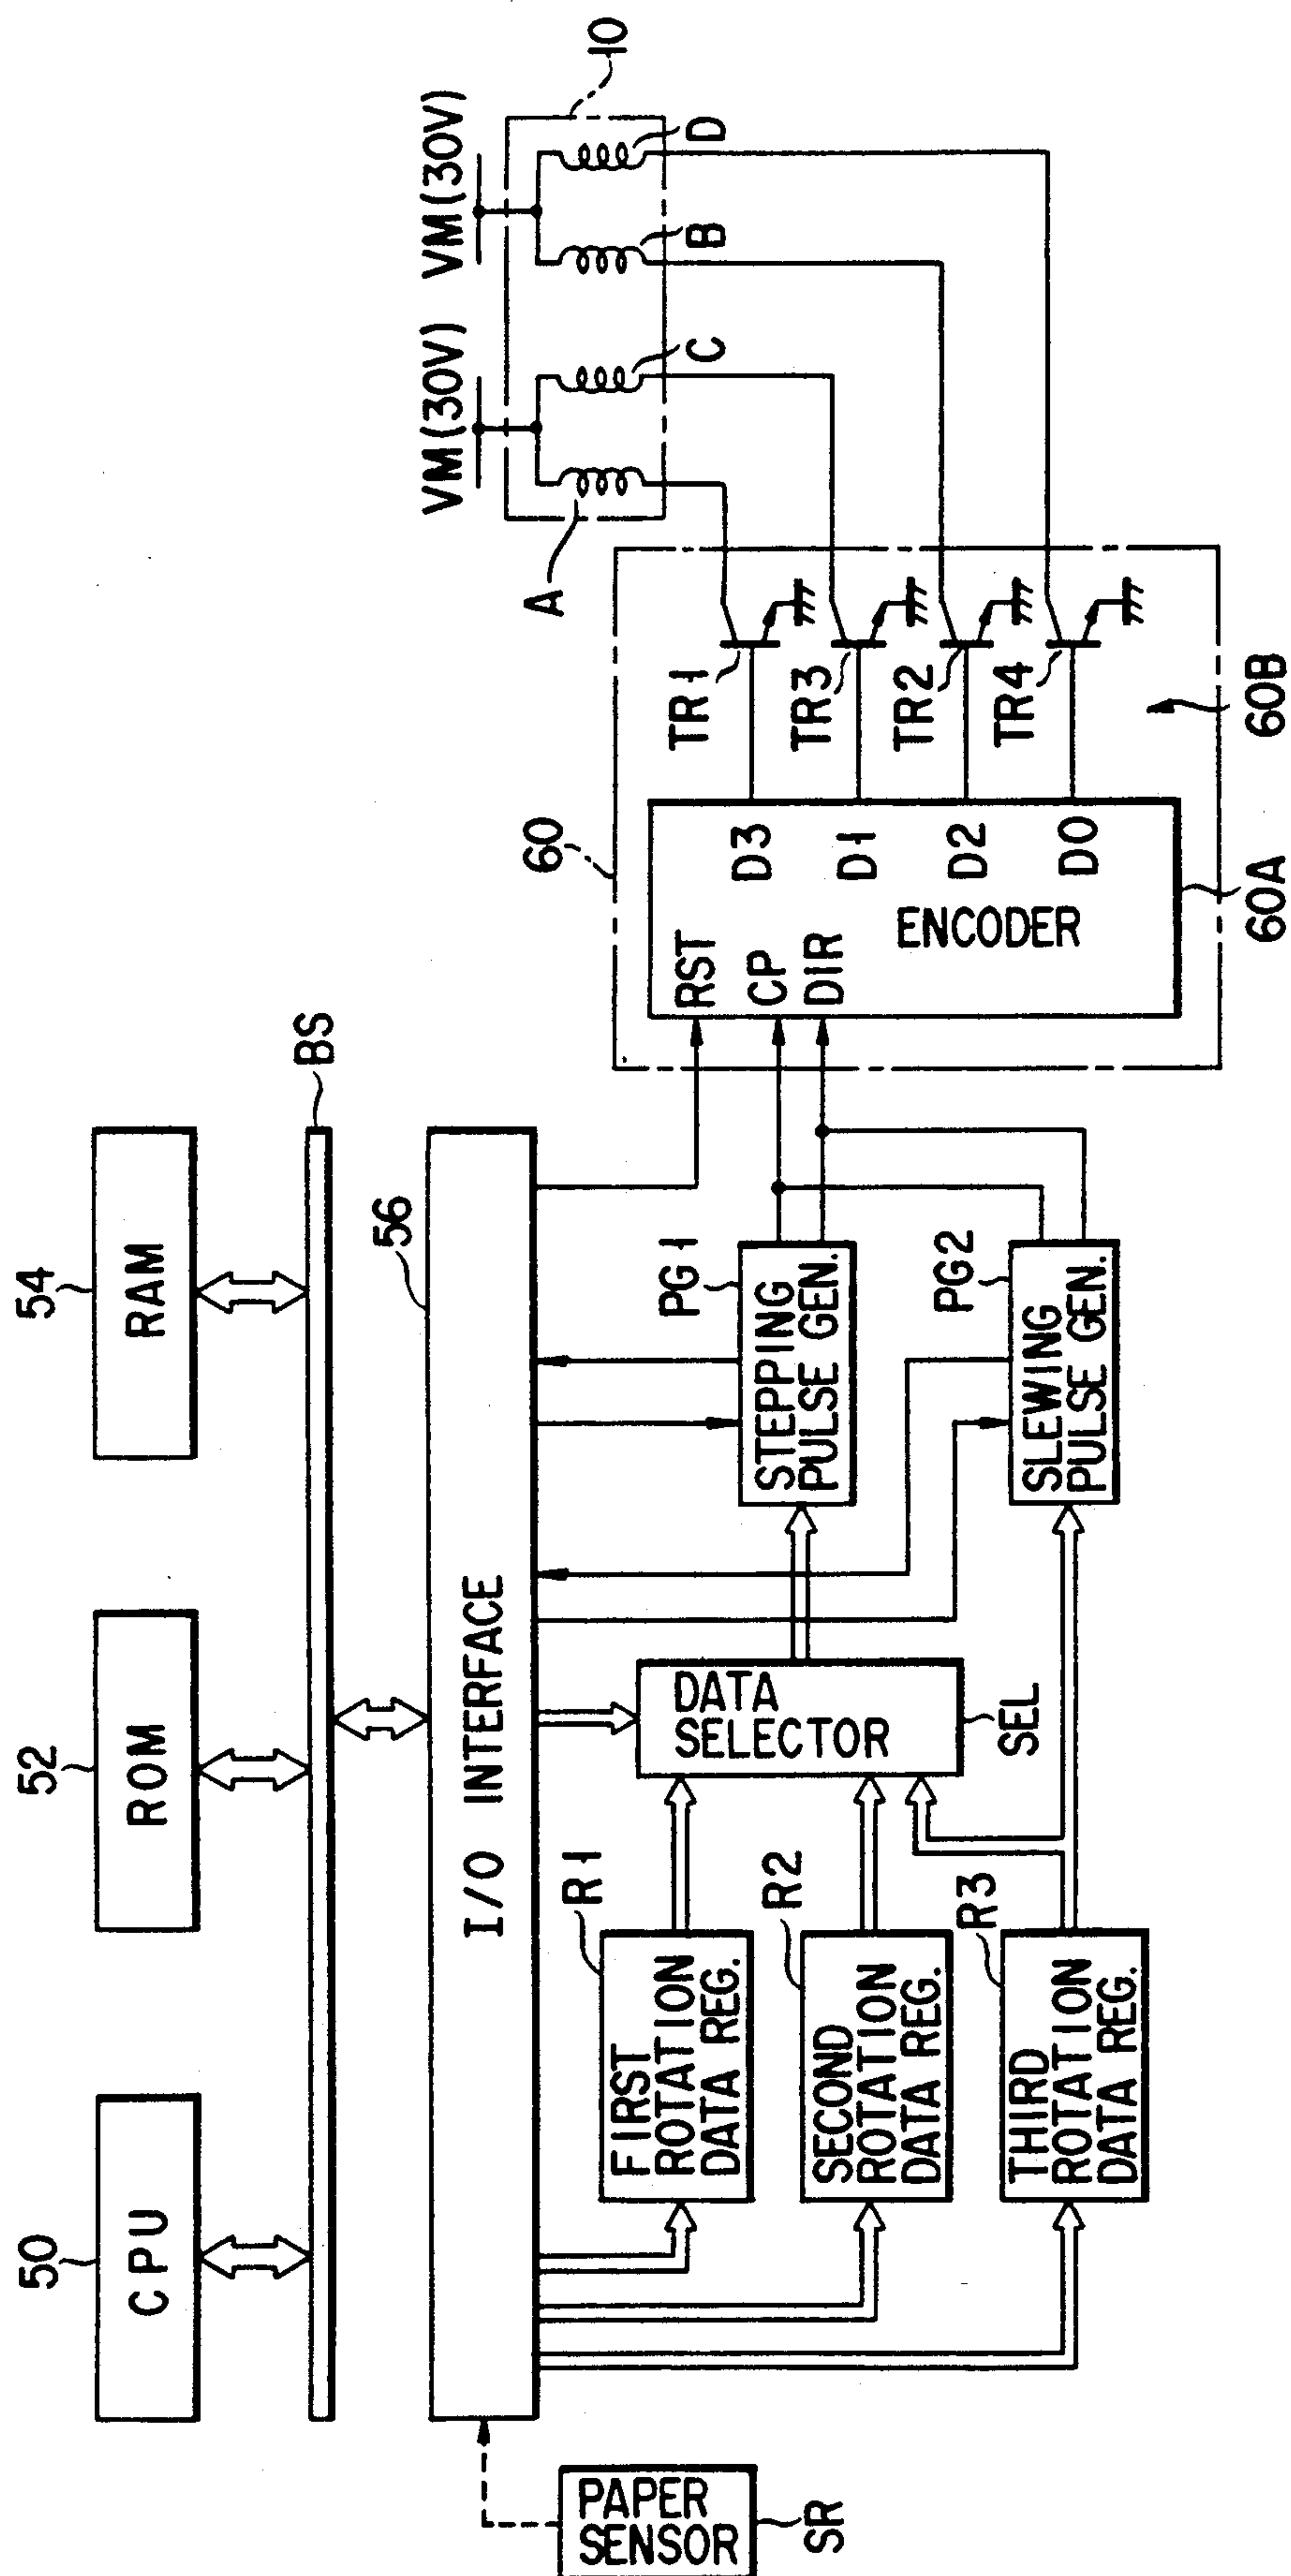 50
CPU
52
ROM
54
RAM
BS
I/O INTERFACE
56
PAPER
SENSOR
SR
FIRST
ROTATION
DATA REG.
R1
SECOND
ROTATION
DATA REG.
R2
THIRD
ROTATION
DATA REG.
R3
DATA
SELECTOR
SEL
STEPPING
PULSE GEN.
PG1
SLEWING
PULSE GEN.
PG2
60
RST
CP
DIR
ENCODER
D3
D1
D2
D0
60A
60B
TR1
TR3
TR2
TR4
VM(30V)
VM(30V)
A
C
B
D
10